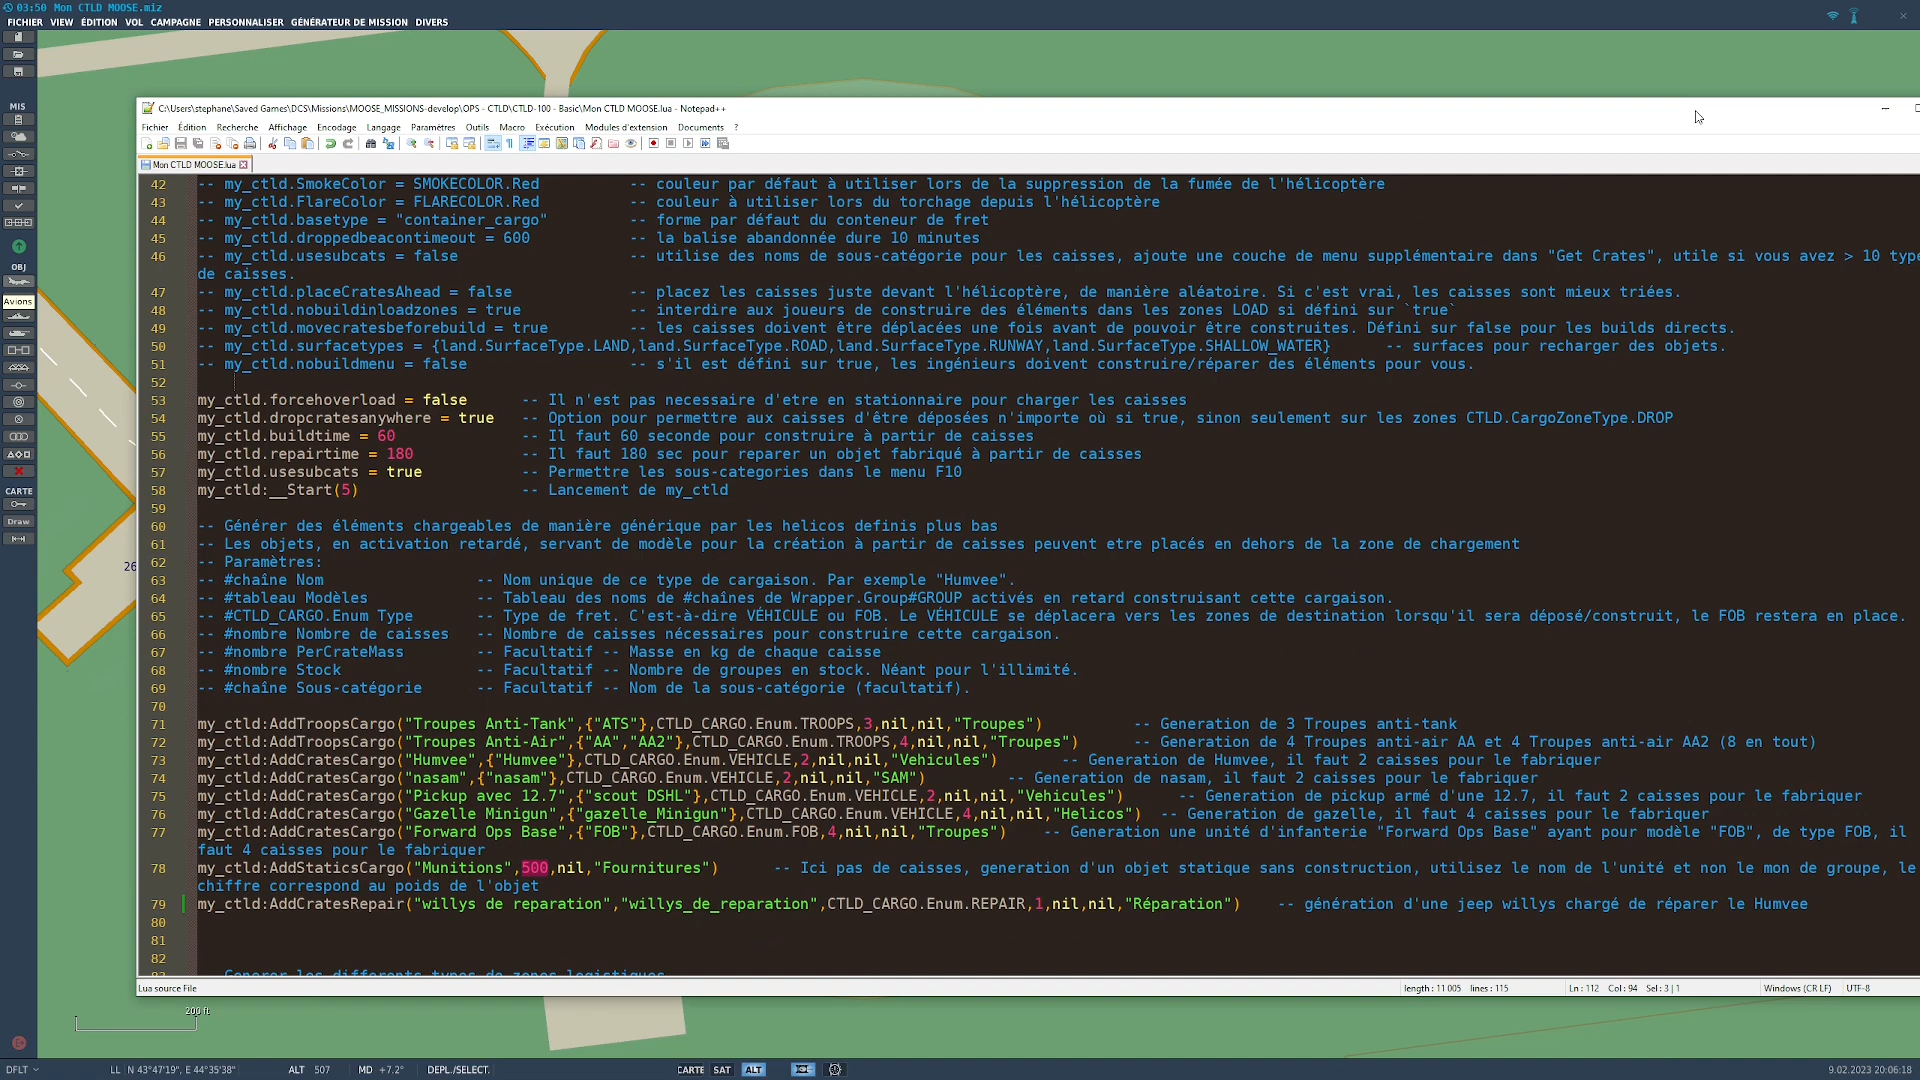 03:50 Mon CTLD MOOSE.miz
FICHIER VIEW ÉDITION VOL CAMPAGNE PERSONNALISER GÉNÉRATEUR DE MISSION DIVERS
MIS
OBJ
Avions
CARTE
Draw
26
C:\Users\stephane\Saved Games\DCS\Missions\MOOSE_MISSIONS-develop\OPS - CTLD\CTLD-100 - Basic\Mon CTLD MOOSE.lua - Notepad++
Fichier Édition Recherche Affichage Encodage Langage Paramètres Outils Macro Exécution Modules d'extension Documents ?
Mon CTLD MOOSE.lua
42 -- my_ctld.SmokeColor = SMOKECOLOR.Red -- couleur par défaut à utiliser lors de la suppression de la fumée de l'hélicoptère
43 -- my_ctld.FlareColor = FLARECOLOR.Red -- couleur à utiliser lors du torchage depuis l'hélicoptère
44 -- my_ctld.basetype = "container_cargo" -- forme par défaut du conteneur de fret
45 -- my_ctld.droppedbeacontimeout = 600 -- la balise abandonnée dure 10 minutes
46 -- my_ctld.usesubcats = false -- utilise des noms de sous-catégorie pour les caisses, ajoute une couche de menu supplémentaire dans "Get Crates", utile si vous avez > 10 type
de caisses.
47 -- my_ctld.placeCratesAhead = false -- placez les caisses juste devant l'hélicoptère, de manière aléatoire. Si c'est vrai, les caisses sont mieux triées.
48 -- my_ctld.nobuildinloadzones = true -- interdire aux joueurs de construire des éléments dans les zones LOAD si défini sur `true`
49 -- my_ctld.movecratesbeforebuild = true -- les caisses doivent être déplacées une fois avant de pouvoir être construites. Défini sur false pour les builds directs.
50 -- my_ctld.surfacetypes = {land.SurfaceType.LAND,land.SurfaceType.ROAD,land.SurfaceType.RUNWAY,land.SurfaceType.SHALLOW_WATER} -- surfaces pour recharger des objets.
51 -- my_ctld.nobuildmenu = false -- s'il est défini sur true, les ingénieurs doivent construire/réparer des éléments pour vous.
52
53 my_ctld.forcehoverload = false -- Il n'est pas necessaire d'etre en stationnaire pour charger les caisses
54 my_ctld.dropcratesanywhere = true -- Option pour permettre aux caisses d'être déposées n'importe où si true, sinon seulement sur les zones CTLD.CargoZoneType.DROP
55 my_ctld.buildtime = 60 -- Il faut 60 seconde pour construire à partir de caisses
56 my_ctld.repairtime = 180 -- Il faut 180 sec pour reparer un objet fabriqué à partir de caisses
57 my_ctld.usesubcats = true -- Permettre les sous-categories dans le menu F10
58 my_ctld:__Start(5) -- Lancement de my_ctld
59
60 -- Générer des éléments chargeables de manière générique par les helicos definis plus bas
61 -- Les objets, en activation retardé, servant de modèle pour la création à partir de caisses peuvent etre placés en dehors de la zone de chargement
62 -- Paramètres:
63 -- #chaîne Nom -- Nom unique de ce type de cargaison. Par exemple "Humvee".
64 -- #tableau Modèles -- Tableau des noms de #chaînes de Wrapper.Group#GROUP activés en retard construisant cette cargaison.
65 -- #CTLD_CARGO.Enum Type -- Type de fret. C'est-à-dire VÉHICULE ou FOB. Le VÉHICULE se déplacera vers les zones de destination lorsqu'il sera déposé/construit, le FOB restera en place.
66 -- #nombre Nombre de caisses -- Nombre de caisses nécessaires pour construire cette cargaison.
67 -- #nombre PerCrateMass -- Facultatif -- Masse en kg de chaque caisse
68 -- #nombre Stock -- Facultatif -- Nombre de groupes en stock. Néant pour l'illimité.
69 -- #chaîne Sous-catégorie -- Facultatif -- Nom de la sous-catégorie (facultatif).
70
71 my_ctld:AddTroopsCargo("Troupes Anti-Tank",{"ATS"},CTLD_CARGO.Enum.TROOPS,3,nil,nil,"Troupes") -- Generation de 3 Troupes anti-tank
72 my_ctld:AddTroopsCargo("Troupes Anti-Air",{"AA","AA2"},CTLD_CARGO.Enum.TROOPS,4,nil,nil,"Troupes") -- Generation de 4 Troupes anti-air AA et 4 Troupes anti-air AA2 (8 en tout)
73 my_ctld:AddCratesCargo("Humvee",{"Humvee"},CTLD_CARGO.Enum.VEHICLE,2,nil,nil,"Vehicules") -- Generation de Humvee, il faut 2 caisses pour le fabriquer
74 my_ctld:AddCratesCargo("nasam",{"nasam"},CTLD_CARGO.Enum.VEHICLE,2,nil,nil,"SAM") -- Generation de nasam, il faut 2 caisses pour le fabriquer
75 my_ctld:AddCratesCargo("Pickup avec 12.7",{"scout DSHL"},CTLD_CARGO.Enum.VEHICLE,2,nil,nil,"Vehicules") -- Generation de pickup armé d'une 12.7, il faut 2 caisses pour le fabriquer
76 my_ctld:AddCratesCargo("Gazelle Minigun",{"gazelle_Minigun"},CTLD_CARGO.Enum.VEHICLE,4,nil,nil,"Helicos") -- Generation de gazelle, il faut 4 caisses pour le fabriquer
77 my_ctld:AddCratesCargo("Forward Ops Base",{"FOB"},CTLD_CARGO.Enum.FOB,4,nil,nil,"Troupes") -- Generation une unité d'infanterie "Forward Ops Base" ayant pour modèle "FOB", de type FOB, il
faut 4 caisses pour le fabriquer
78 my_ctld:AddStaticsCargo("Munitions",500,nil,"Fournitures") -- Ici pas de caisses, generation d'un objet statique sans construction, utilisez le nom de l'unité et non le mon de groupe, le
chiffre correspond au poids de l'objet
79 my_ctld:AddCratesRepair("willys de reparation","willys_de_reparation",CTLD_CARGO.Enum.REPAIR,1,nil,nil,"Réparation") -- génération d'une jeep willys chargé de réparer le Humvee
80
81
82
83 Generer les differents types de zones logistiques
Lua source File length : 11 005 lines : 115 Ln : 112 Col : 94 Sel : 3 | 1 Windows (CR LF) UTF-8
200 ft
DFLT LL N 43°47'19", E 44°35'38" ALT 507 MD +7.2° DEPL./SELECT. CARTE SAT ALT 9.02.2023 20:06:18